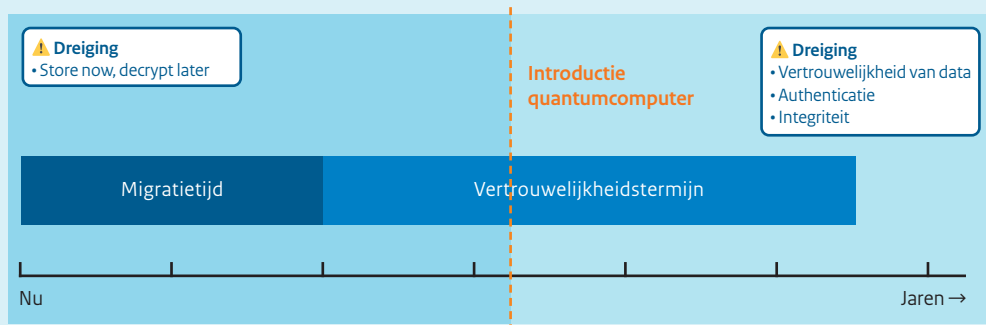 ⚠ Dreiging
• Store now, decrypt later
Introductie
quantumcomputer
⚠ Dreiging
• Vertrouwelijkheid van data
• Authenticatie
• Integriteit
Migratietijd
Vertrouwelijkheidstermijn
Nu
Jaren →